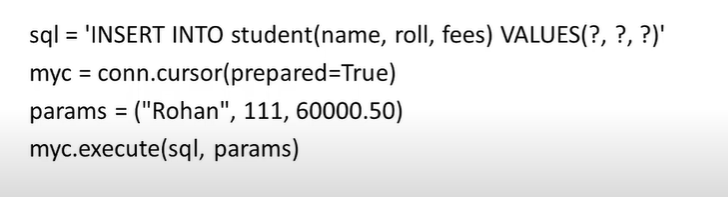 sql = 'INSERT INTO student(name, roll, fees) VALUES(?, ?, ?)'
myc = conn.cursor(prepared=True)
params = ("Rohan", 111, 60000.50)
myc.execute(sql, params)